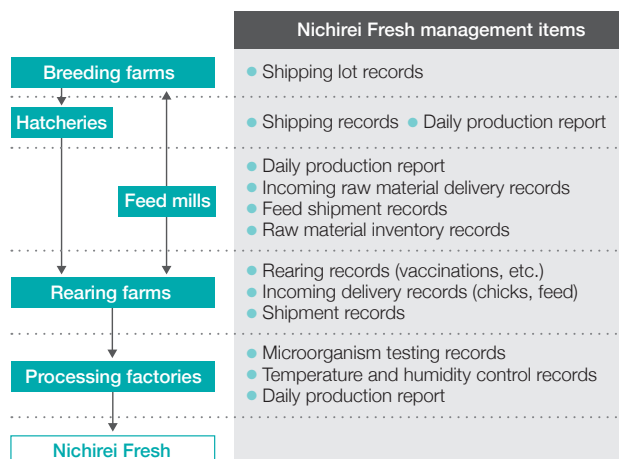 Nichirei Fresh management items
Breeding farms
Shipping lot records
Hatcheries
Shipping records Daily production report
Feed mills
Daily production report
Incoming raw material delivery records
Feed shipment records
Raw material inventory records
Rearing farms
Rearing records (vaccinations, etc.)
Incoming delivery records (chicks, feed)
Shipment records
Processing factories
Microorganism testing records
Temperature and humidity control records
Daily production report
Nichirei Fresh